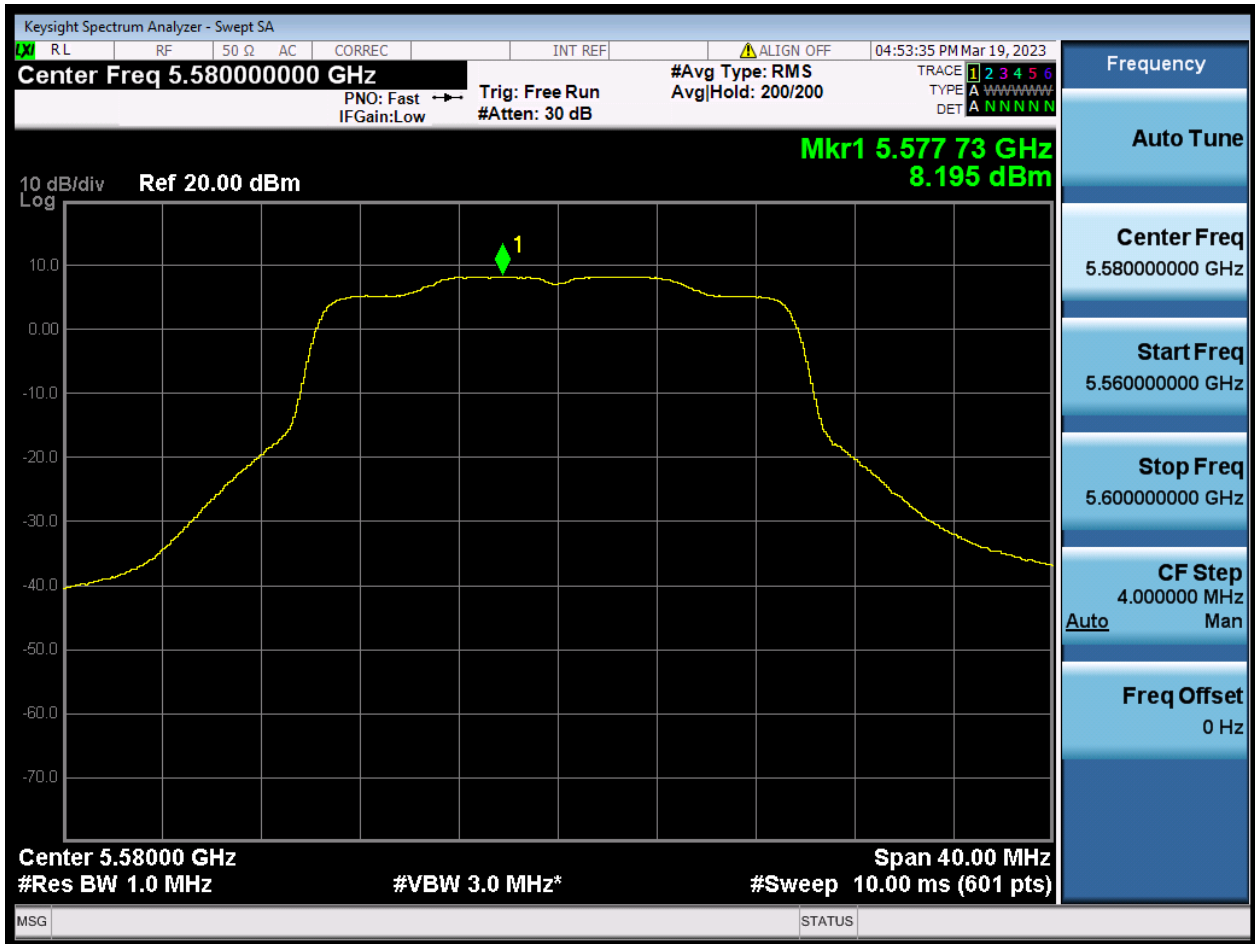 Keysight Spectrum Analyzer - Swept SA
LXI RL RF 50 Ω AC CORREC INT REF ALIGN OFF 04:53:35 PM Mar 19, 2023
Center Freq 5.580000000 GHz
PNO: Fast
IFGain:Low
Trig: Free Run
#Atten: 30 dB
#Avg Type: RMS
Avg|Hold: 200/200
TRACE 1 2 3 4 5 6
TYPE A WWWWW
DET A N N N N N
Mkr1 5.577 73 GHz
8.195 dBm
10 dB/div Ref 20.00 dBm
Log
10.0
0.00
-10.0
-20.0
-30.0
-40.0
-50.0
-60.0
-70.0
1
Center 5.58000 GHz Span 40.00 MHz
#Res BW 1.0 MHz #VBW 3.0 MHz* #Sweep 10.00 ms (601 pts)
MSG STATUS
Frequency
Auto Tune
Center Freq
5.580000000 GHz
Start Freq
5.560000000 GHz
Stop Freq
5.600000000 GHz
CF Step
4.000000 MHz
Auto Man
Freq Offset
0 Hz